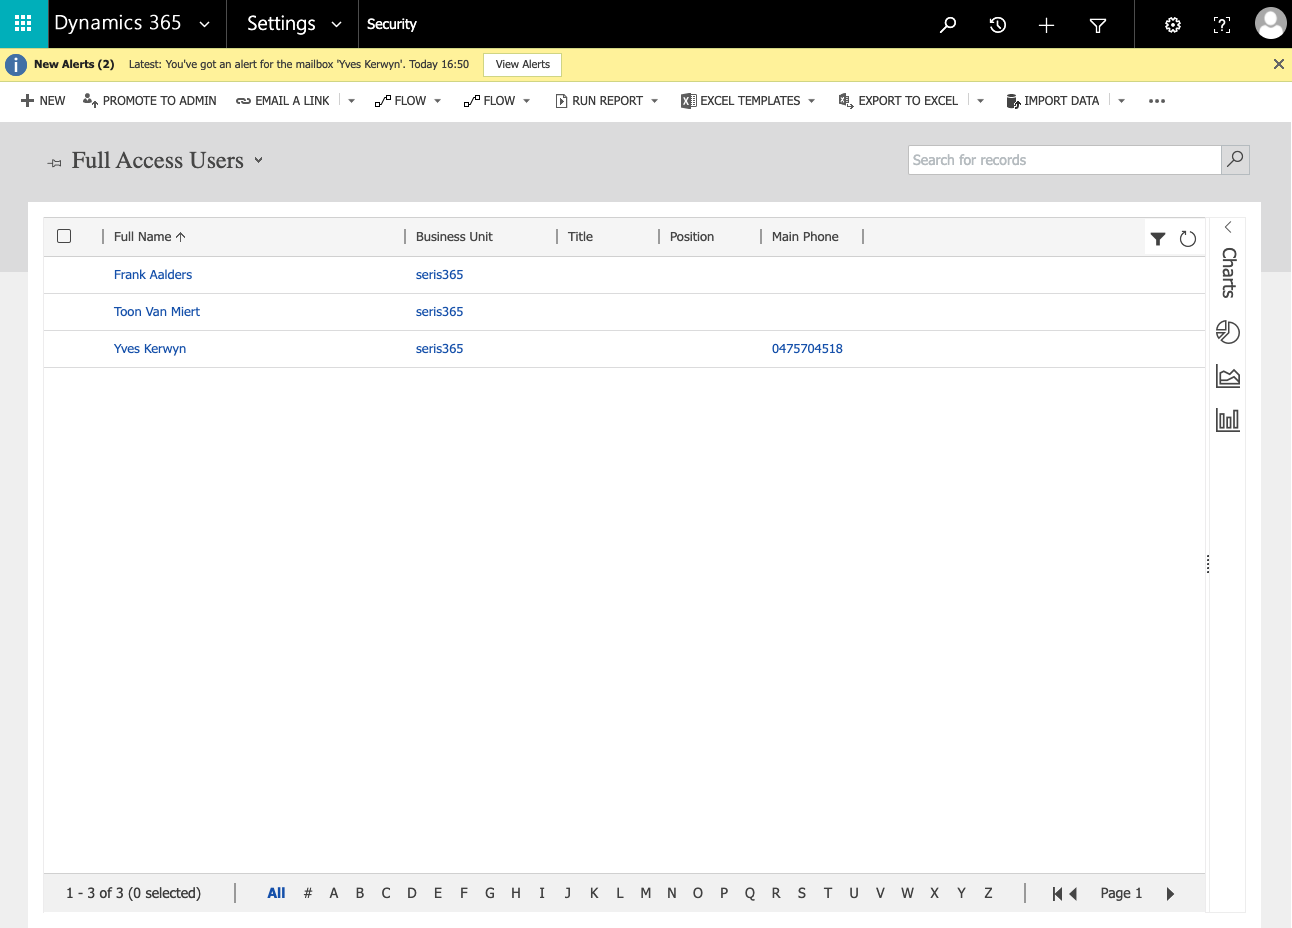 Dynamics 365 Settings Security
New Alerts (2) Latest: You've got an alert for the mailbox 'Yves Kerwyn'. Today 16:50 View Alerts
NEW PROMOTE TO ADMIN EMAIL A LINK FLOW FLOW RUN REPORT EXCEL TEMPLATES EXPORT TO EXCEL IMPORT DATA
Full Access Users
Search for records
Full Name Business Unit Title Position Main Phone
Frank Aalders seris365
Toon Van Miert seris365
Yves Kerwyn seris365 0475704518
Charts
1 - 3 of 3 (0 selected) All # A B C D E F G H I J K L M N O P Q R S T U V W X Y Z Page 1